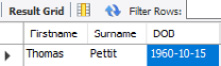 Result Grid Filter Rows:
Firstname Surname DOD
Thomas Pettit 1960-10-15